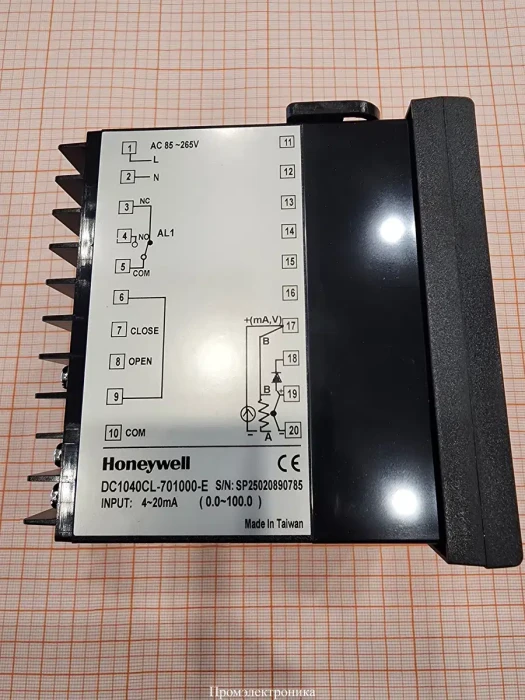 1 AC 85 ~265V
L
2 N
3 NC
4 NO AL1
5 COM
6
7 CLOSE
8 OPEN
9
10 COM
11
12
13
14
15
16
+(mA,V) 17
B
18
B 19
- A 20
Honeywell CE
DC1040CL-701000-E S/N: SP25020890785
INPUT: 4~20mA ( 0.0~100.0 )
Made In Taiwan
Промэлектроника